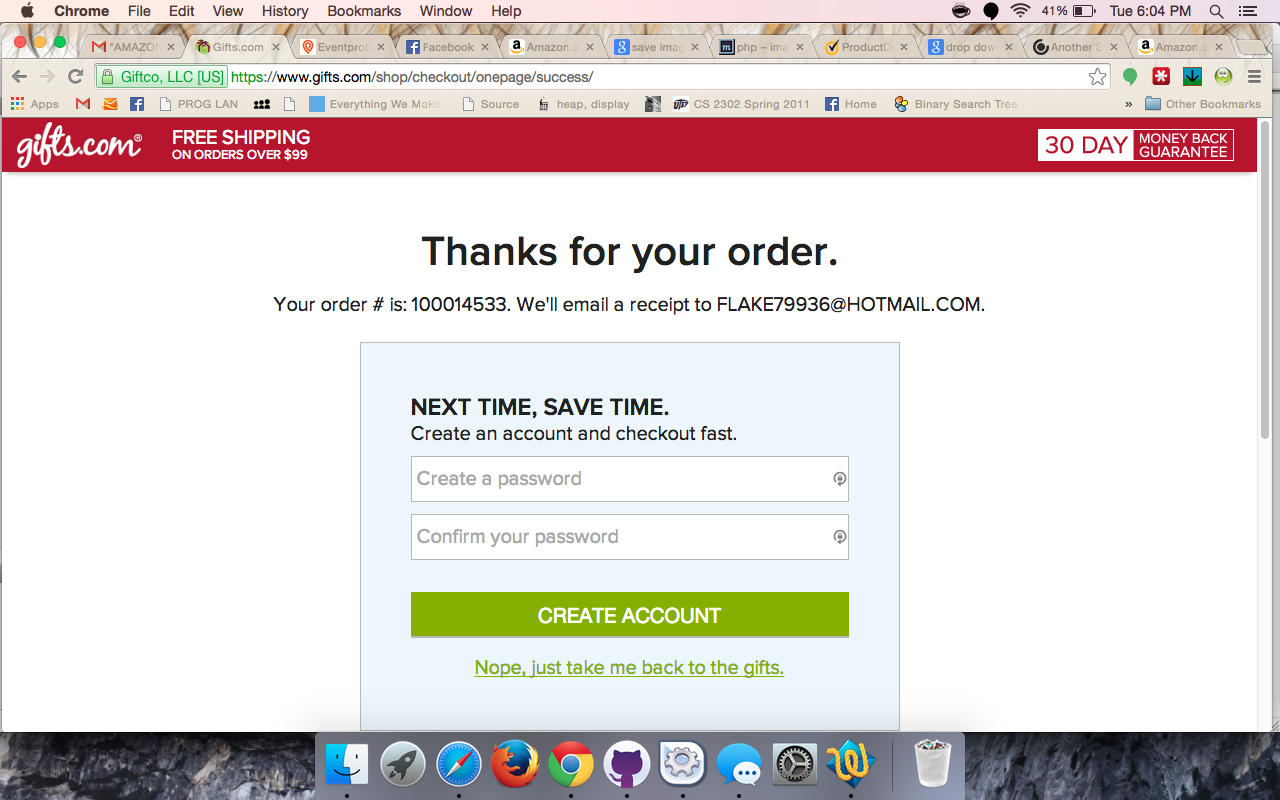 Chrome File Edit View History Bookmarks Window Help 41% Tue 6:04 PM
"AMAZON Gifts.com Eventprob Facebook Amazon.c save imag php – ima ProductD drop dow Another S Amazon.c
Giftco, LLC [US] https://www.gifts.com/shop/checkout/onepage/success/
Apps PROG LAN Everything We Make Source heap, display UTEP CS 2302 Spring 2011 Home Binary Search Tree » Other Bookmarks
gifts.com® FREE SHIPPING
ON ORDERS OVER $99
30 DAY MONEY BACK
GUARANTEE
Thanks for your order.
Your order # is: 100014533. We'll email a receipt to FLAKE79936@HOTMAIL.COM.
NEXT TIME, SAVE TIME.
Create an account and checkout fast.
Create a password
Confirm your password
CREATE ACCOUNT
Nope, just take me back to the gifts.